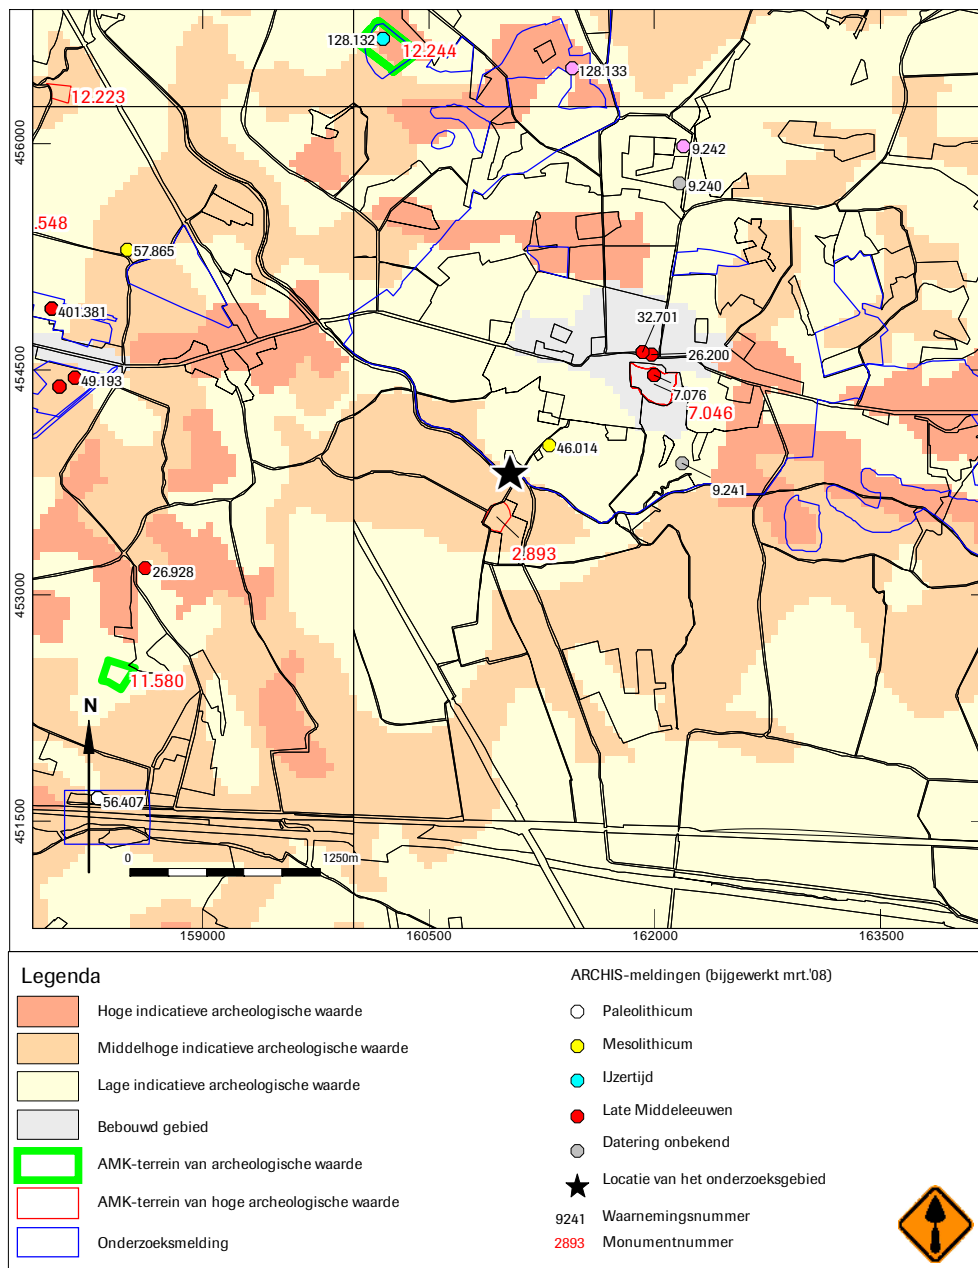 128.132
12.244
128.133
12.223
456000
9.242
9.240
.548
57.865
401.381
32.701
26.200
454500
49.193
7.076
7.046
46.014
9.241
2.893
26.928
453000
11.580
N
56.407
451500
0 1250m
159000 160500 162000 163500
Legenda
Hoge indicatieve archeologische waarde
Middelhoge indicatieve archeologische waarde
Lage indicatieve archeologische waarde
Bebouwd gebied
AMK-terrein van archeologische waarde
AMK-terrein van hoge archeologische waarde
Onderzoeksmelding
ARCHIS-meldingen (bijgewerkt mrt.'08)
Paleolithicum
Mesolithicum
IJzertijd
Late Middeleeuwen
Datering onbekend
Locatie van het onderzoeksgebied
9241 Waarnemingsnummer
2893 Monumentnummer